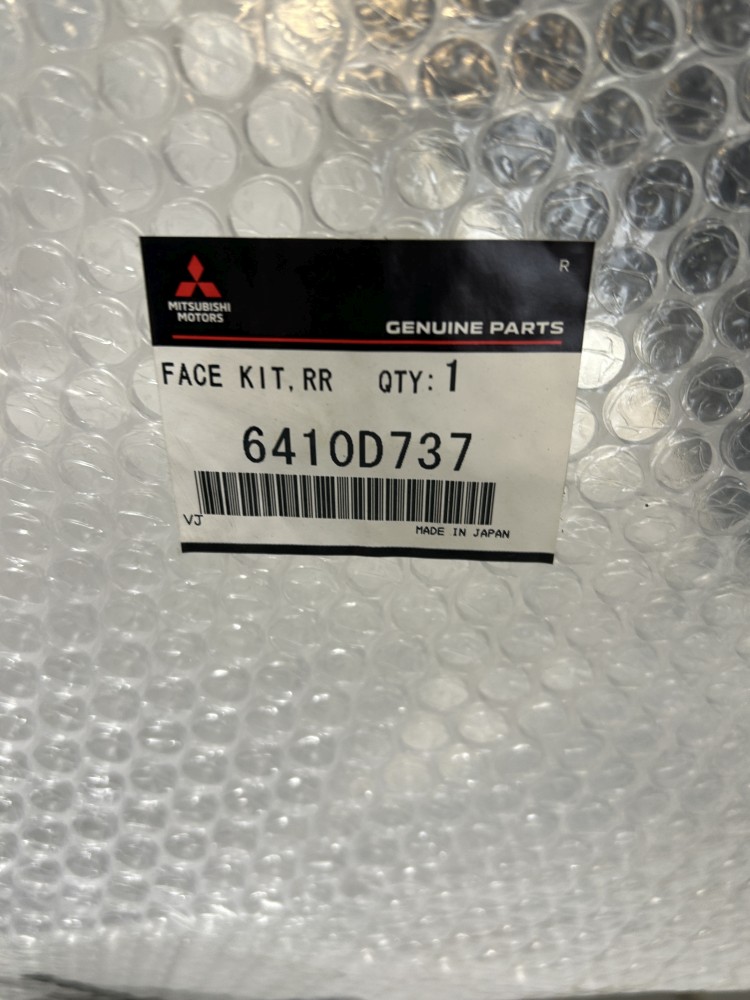 R
MITSUBISHI
MOTORS
GENUINE PARTS
FACE KIT,RR QTY: 1
6410D737
VJ
MADE IN JAPAN